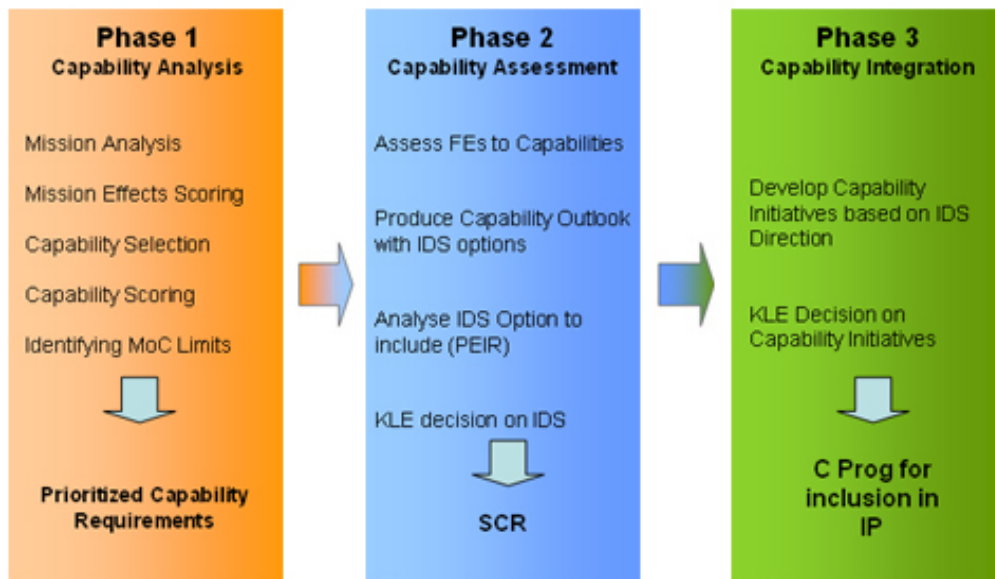 Phase 1
Capability Analysis
Mission Analysis
Mission Effects Scoring
Capability Selection
Capability Scoring
Identifying MoC Limits
Prioritized Capability
Requirements
Phase 2
Capability Assessment
Assess FEs to Capabilities
Produce Capability Outlook
with IDS options
Analyse IDS Option to
include (PEIR)
KLE decision on IDS
SCR
Phase 3
Capability Integration
Develop Capability
Initiatives based on IDS
Direction
KLE Decision on
Capability Initiatives
C Prog for
inclusion in
IP